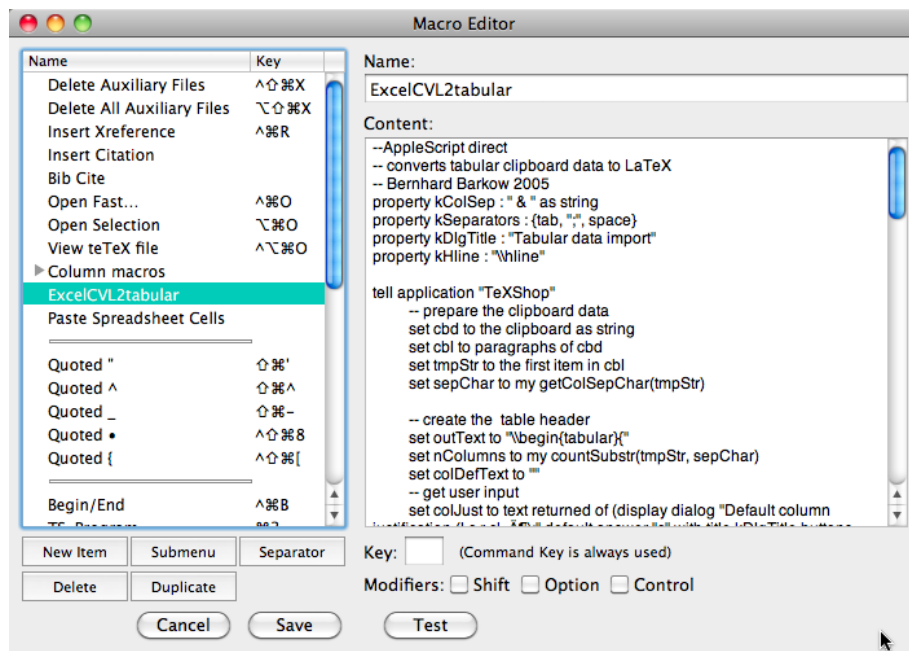 Macro Editor
Name Key
Delete Auxiliary Files ^⇧⌘X
Delete All Auxiliary Files ⌥⇧⌘X
Insert Xreference ^⌘R
Insert Citation
Bib Cite
Open Fast... ^⌘O
Open Selection ⌥⌘O
View teTeX file ^⌥⌘O
Column macros
ExcelCVL2tabular
Paste Spreadsheet Cells
Quoted " ⇧⌘'
Quoted ^ ⇧⌘^
Quoted _ ⇧⌘–
Quoted • ^⇧⌘8
Quoted { ^⇧⌘[
Begin/End ^⌘B
New Item Submenu Separator
Delete Duplicate
Cancel Save
Name:
ExcelCVL2tabular
Content:
--AppleScript direct
-- converts tabular clipboard data to LaTeX
-- Bernhard Barkow 2005
property kColSep : " & " as string
property kSeparators : {tab, ";", space}
property kDlgTitle : "Tabular data import"
property kHline : "\\hline"
tell application "TeXShop"
-- prepare the clipboard data
set cbd to the clipboard as string
set cbl to paragraphs of cbd
set tmpStr to the first item in cbl
set sepChar to my getColSepChar(tmpStr)
-- create the table header
set outText to "\\begin{tabular}{"
set nColumns to my countSubstr(tmpStr, sepChar)
set colDefText to ""
-- get user input
set colJust to text returned of (display dialog "Default column
Key: (Command Key is always used)
Modifiers: Shift Option Control
Test